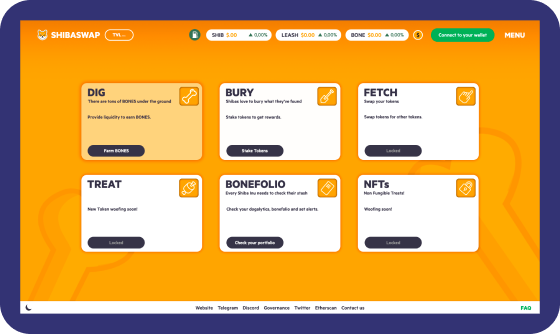 SHIBASWAP
TVL ...
SHIB $.00 ▲ 0.00%
LEASH $0.00 ▲ 0.00%
BONE $0.00 ▲ 0.00%
$
Connect to your wallet
MENU
DIG
There are tons of BONES under the ground
Provide liquidity to earn BONES.
Farm BONES
BURY
Shibas love to bury what they've found!
Stake tokens to get rewards.
Stake Tokens
FETCH
Swap your tokens
Swap tokens for other tokens.
Locked
TREAT
New Token woofing soon!
Locked
BONEFOLIO
Every Shiba Inu needs to check their stash
Check your dogalytics, bonefolio and set alerts.
Check your portfolio
NFTs
Non Fungible Treats!
Woofing soon!
Locked
Website Telegram Discord Governance Twitter Etherscan Contact us
FAQ